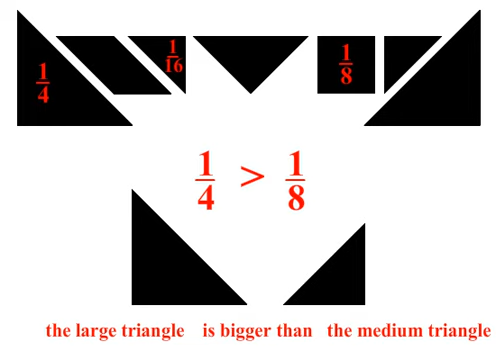 1/4
1/16
1/8
1/4 > 1/8
the large triangle is bigger than the medium triangle